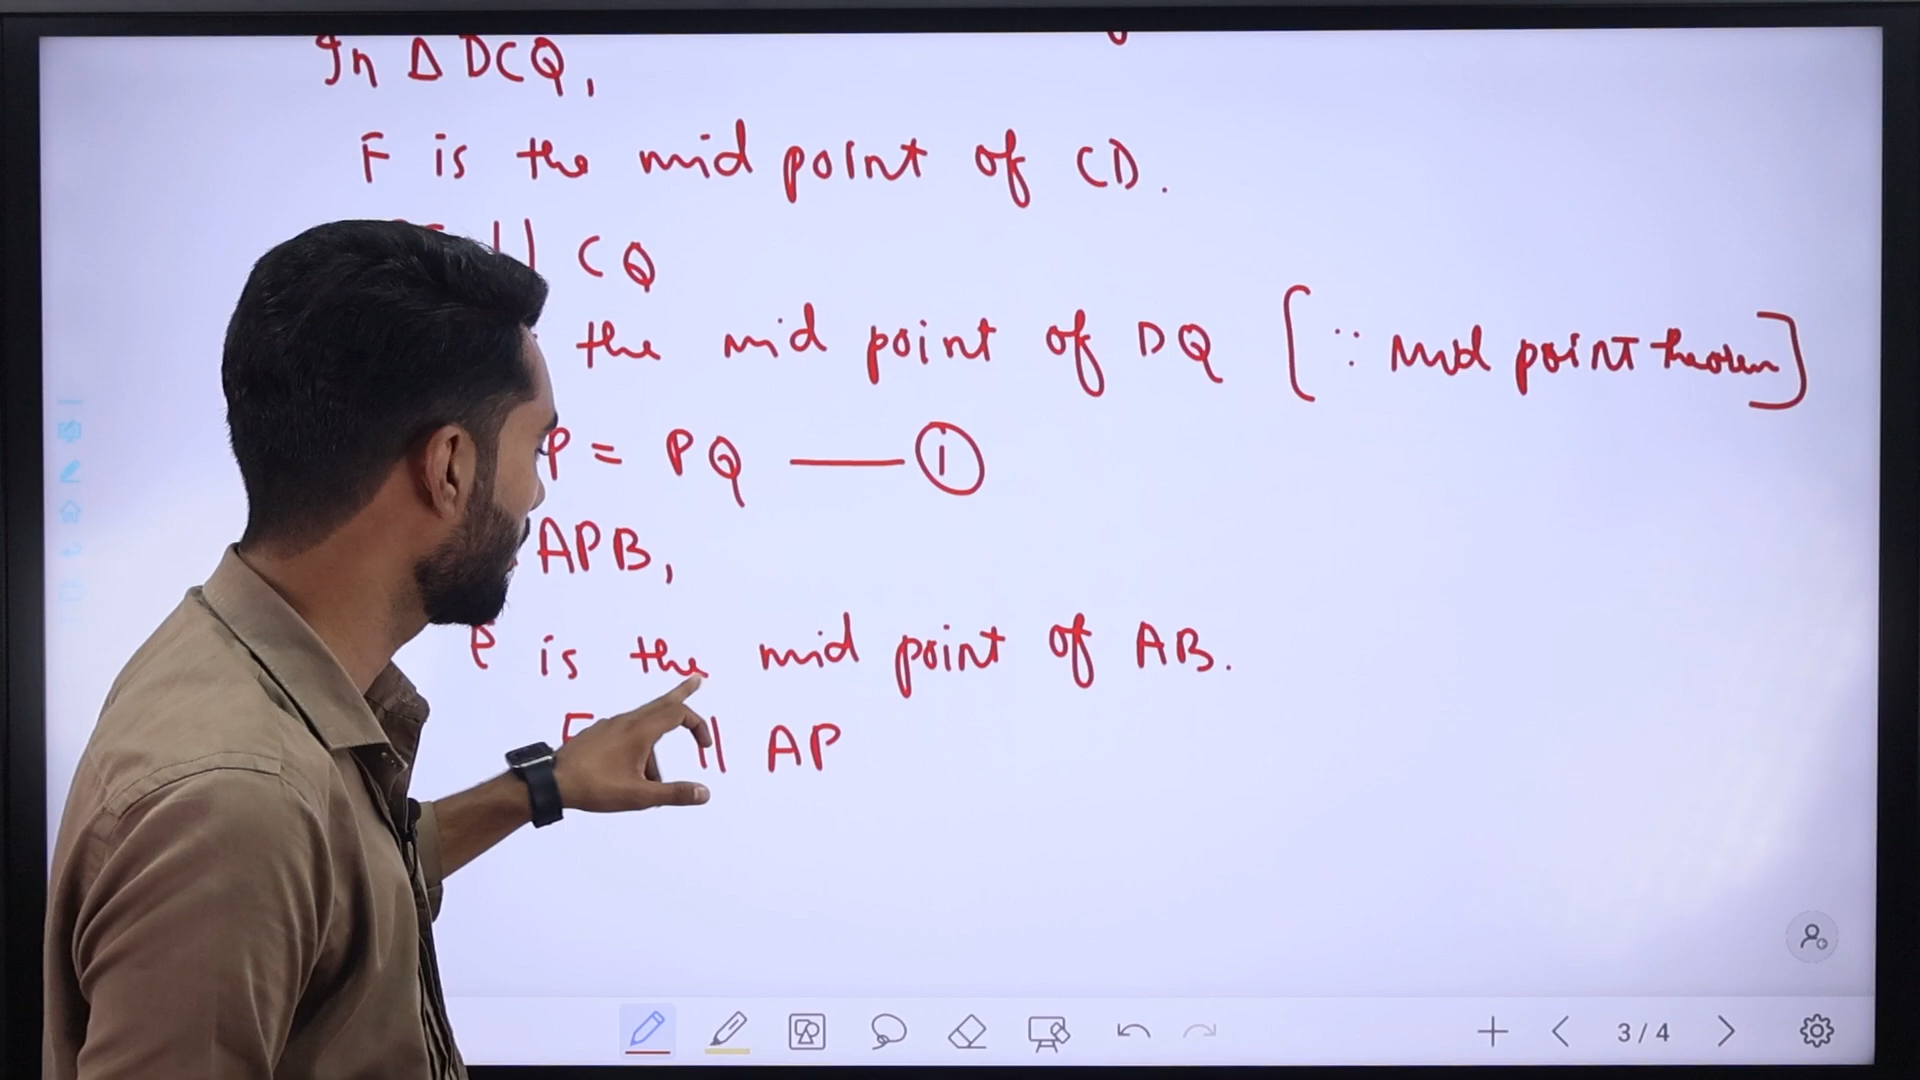 In Δ DCQ,
F is the mid point of CD.
|| CQ
the mid point of DQ [∵ Mid point theorem]
P = PQ —— ①
APB,
E is the mid point of AB.
E || AP
3/4